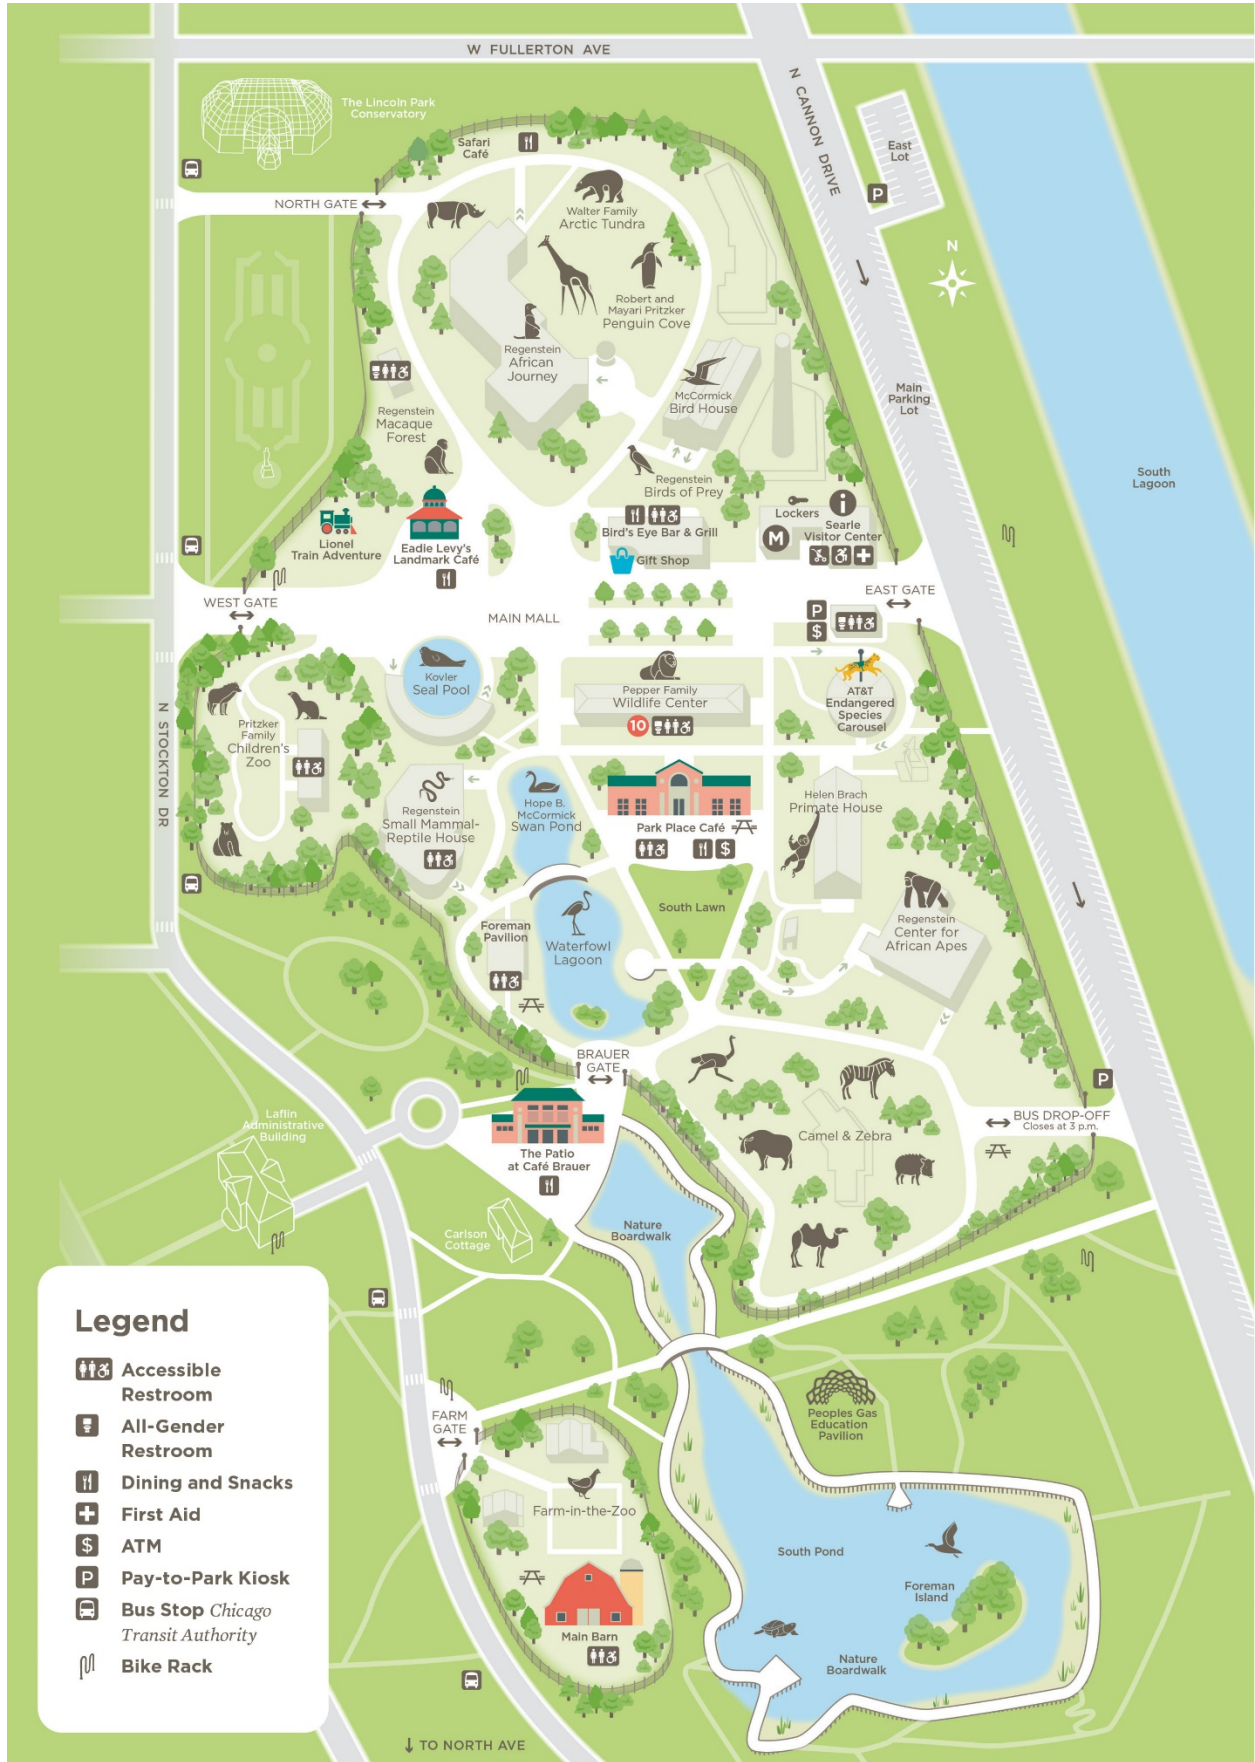 W FULLERTON AVE
N CANNON DRIVE
The Lincoln Park
Conservatory
Safari
Café
East
Lot
P
NORTH GATE
Walter Family
Arctic Tundra
N
Robert and
Mayari Pritzker
Penguin Cove
Regenstein
African
Journey
McCormick
Bird House
Main
Parking
Lot
Regenstein
Macaque
Forest
South
Lagoon
Regenstein
Birds of Prey
Lockers
i
Searle
Visitor Center
M
Bird's Eye Bar & Grill
Gift Shop
Lionel
Train Adventure
Eadie Levy's
Landmark Café
WEST GATE
EAST GATE
MAIN MALL
P
$
Kovler
Seal Pool
Pepper Family
Wildlife Center
10
AT&T
Endangered
Species
Carousel
N STOCKTON DR
Pritzker
Family
Children's
Zoo
Regenstein
Small Mammal-
Reptile House
Hope B.
McCormick
Swan Pond
Park Place Café
$
Helen Brach
Primate House
South Lawn
Foreman
Pavilion
Waterfowl
Lagoon
Regenstein
Center for
African Apes
BRAUER
GATE
P
BUS DROP-OFF
Closes at 3 p.m.
Laflin
Administrative
Building
Camel & Zebra
The Patio
at Café Brauer
Nature
Boardwalk
Carlson
Cottage
Peoples Gas
Education
Pavilion
FARM
GATE
Farm-in-the-Zoo
South Pond
Foreman
Island
Main Barn
Nature
Boardwalk
TO NORTH AVE
Legend
Accessible
Restroom
All-Gender
Restroom
Dining and Snacks
First Aid
$ ATM
P Pay-to-Park Kiosk
Bus Stop Chicago
Transit Authority
Bike Rack